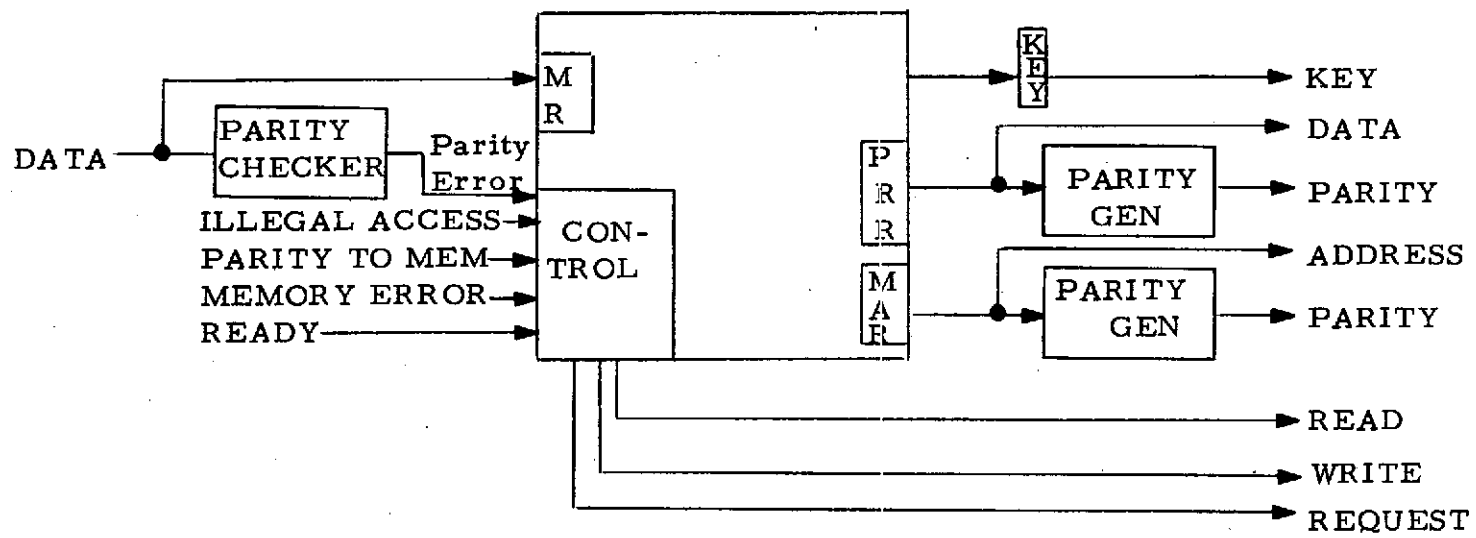 M
R
K
E
Y
KEY
DATA
PARITY
CHECKER
DATA
Parity
Error
P
R
R
PARITY
GEN
PARITY
ILLEGAL ACCESS
PARITY TO MEM
MEMORY ERROR
READY
CON-
TROL
M
A
R
ADDRESS
PARITY
GEN
PARITY
READ
WRITE
REQUEST